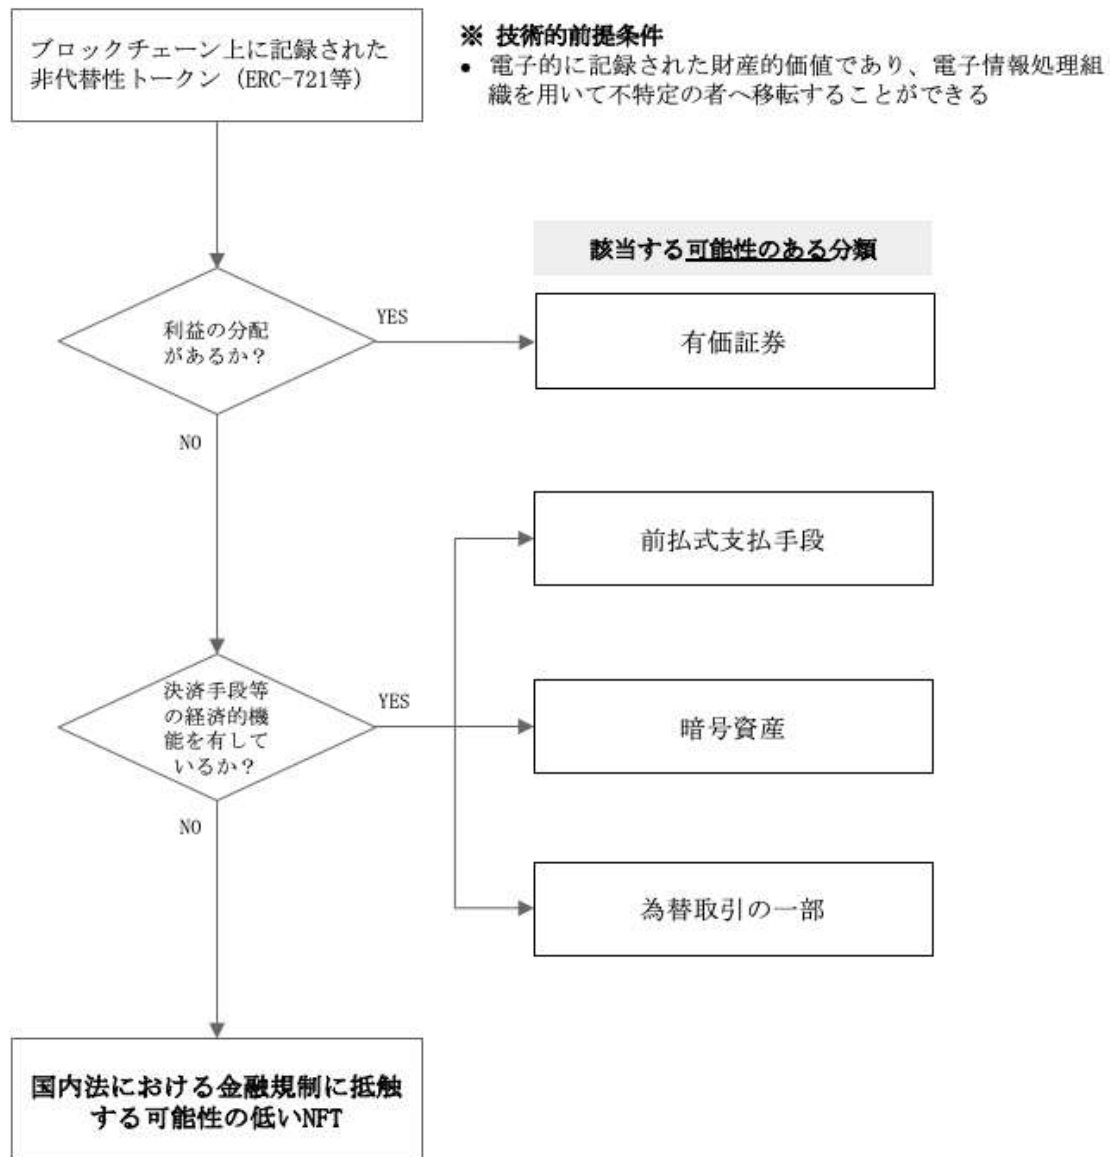 ブロックチェーン上に記録された
非代替性トークン（ERC-721等）
※ 技術的前提条件
• 電子的に記録された財産的価値であり、電子情報処理組
織を用いて不特定の者へ移転することができる
該当する可能性のある分類
利益の分配
があるか？
YES
有価証券
NO
前払式支払手段
決済手段等
の経済的機
能を有して
いるか？
YES
暗号資産
NO
為替取引の一部
国内法における金融規制に抵触
する可能性の低いNFT